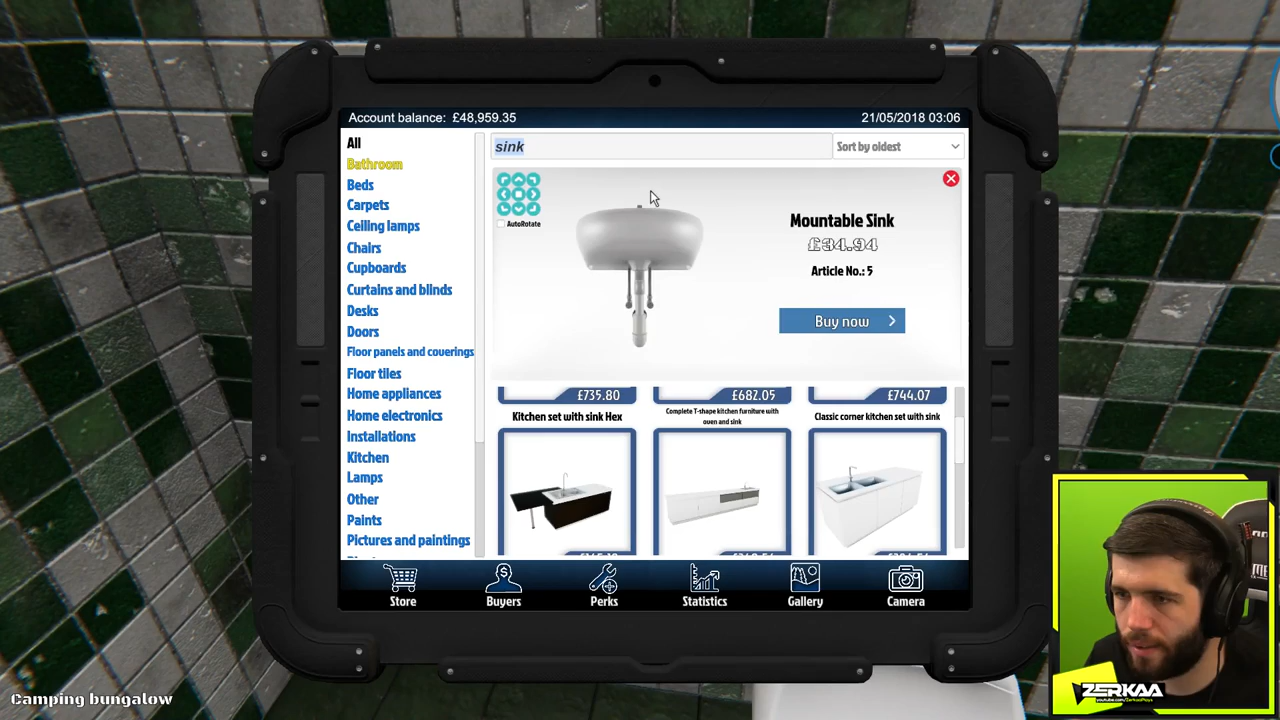 Account balance: £48,959.35
21/05/2018 03:06
All
Bathroom
Beds
Carpets
Ceiling lamps
Chairs
Cupboards
Curtains and blinds
Desks
Doors
Floor panels and coverings
Floor tiles
Home appliances
Home electronics
Installations
Kitchen
Lamps
Other
Paints
Pictures and paintings
sink
Sort by oldest
AutoRotate
Mountable Sink
£34.94
Article No.: 5
Buy now
£735.80
£682.05
£744.07
Kitchen set with sink Hex
Complete T-shape kitchen furniture with
oven and sink
Classic corner kitchen set with sink
Store
Buyers
Perks
Statistics
Gallery
Camera
Camping bungalow
ZERKAA